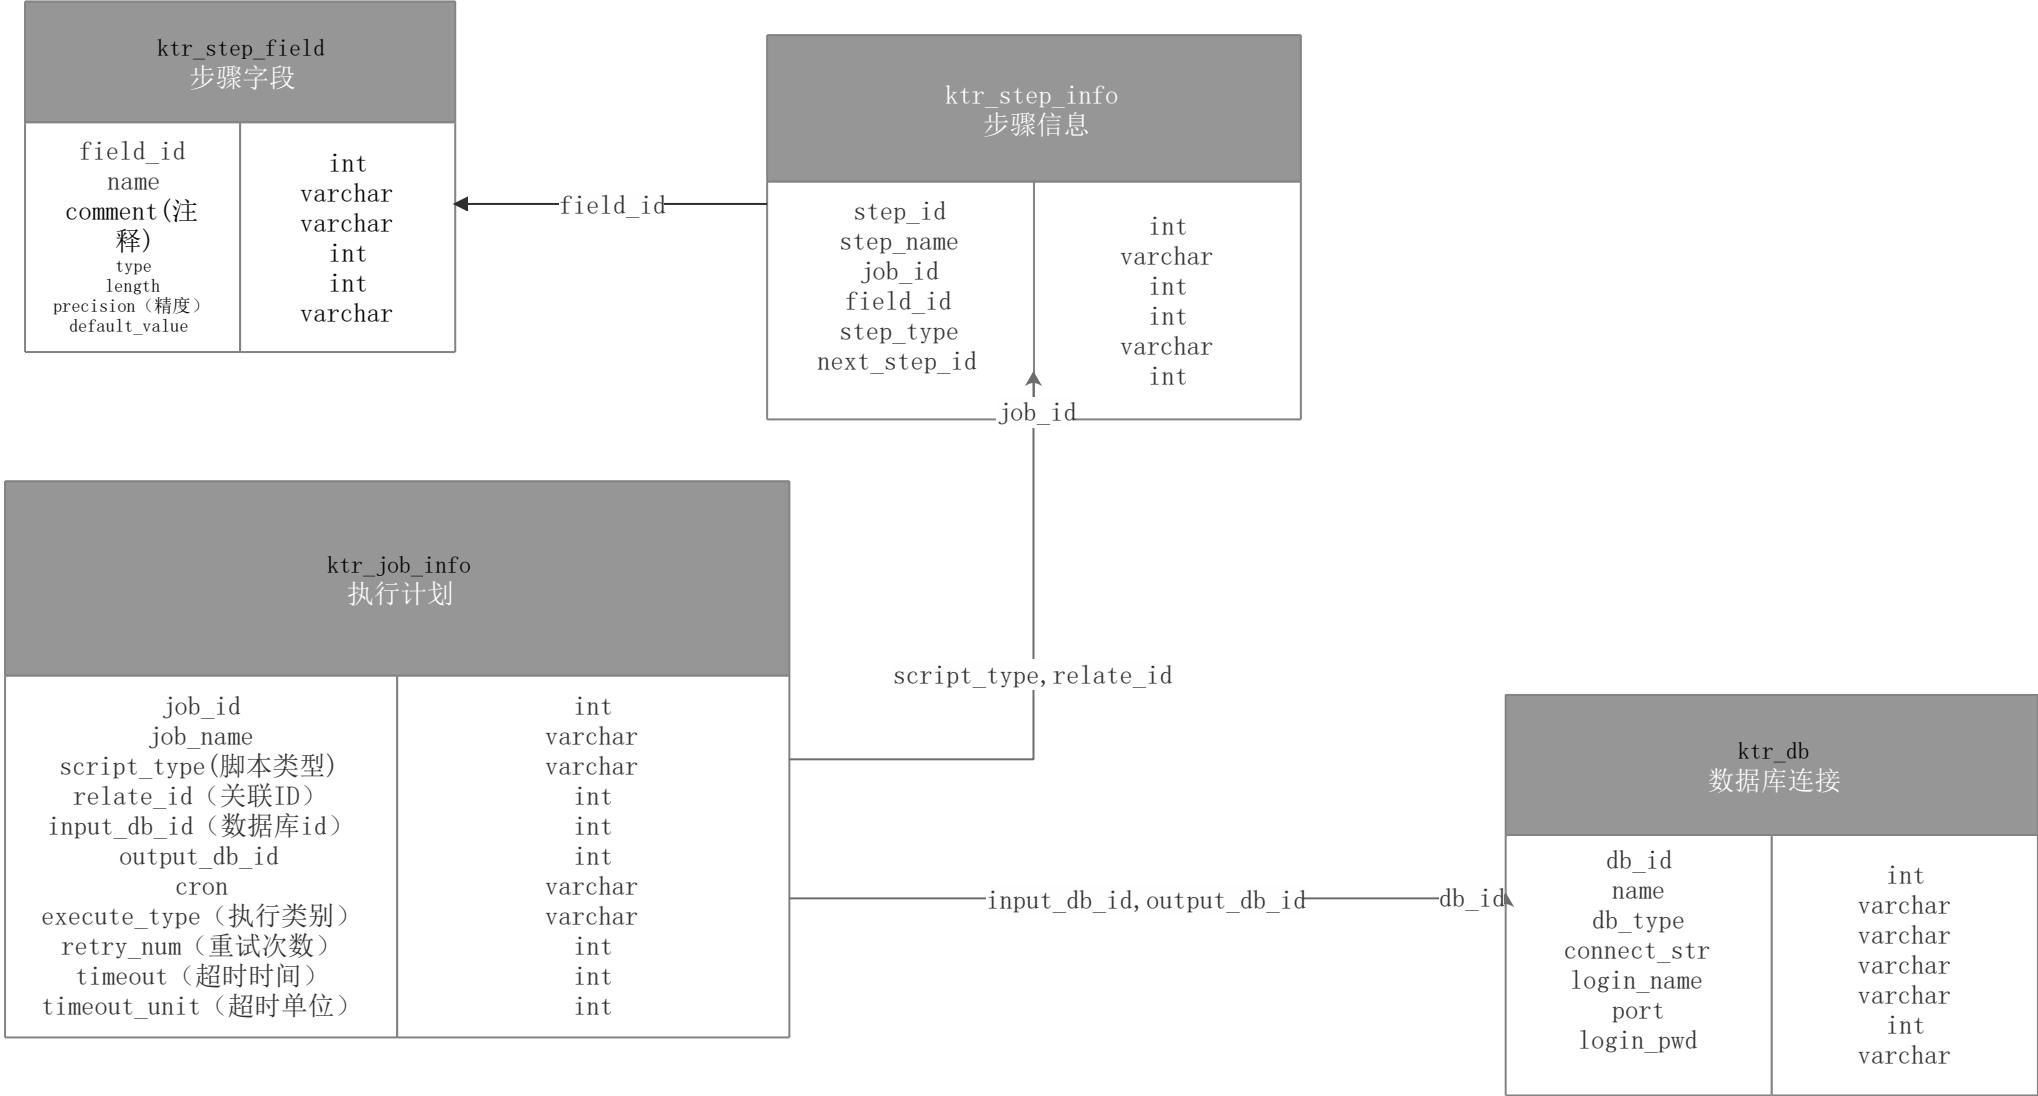 ktr_step_field
步骤字段
field_id
name
comment(注
释)
type
length
precision（精度）
default_value
int
varchar
varchar
int
int
varchar
field_id
ktr_step_info
步骤信息
step_id
step_name
job_id
field_id
step_type
next_step_id
int
varchar
int
int
varchar
int
job_id
ktr_job_info
执行计划
job_id
job_name
script_type(脚本类型)
relate_id（关联ID）
input_db_id（数据库id）
output_db_id
cron
execute_type（执行类别）
retry_num（重试次数）
timeout（超时时间）
timeout_unit（超时单位）
int
varchar
varchar
int
int
int
varchar
varchar
int
int
int
script_type,relate_id
input_db_id,output_db_id
db_id
ktr_db
数据库连接
db_id
name
db_type
connect_str
login_name
port
login_pwd
int
varchar
varchar
varchar
varchar
int
varchar